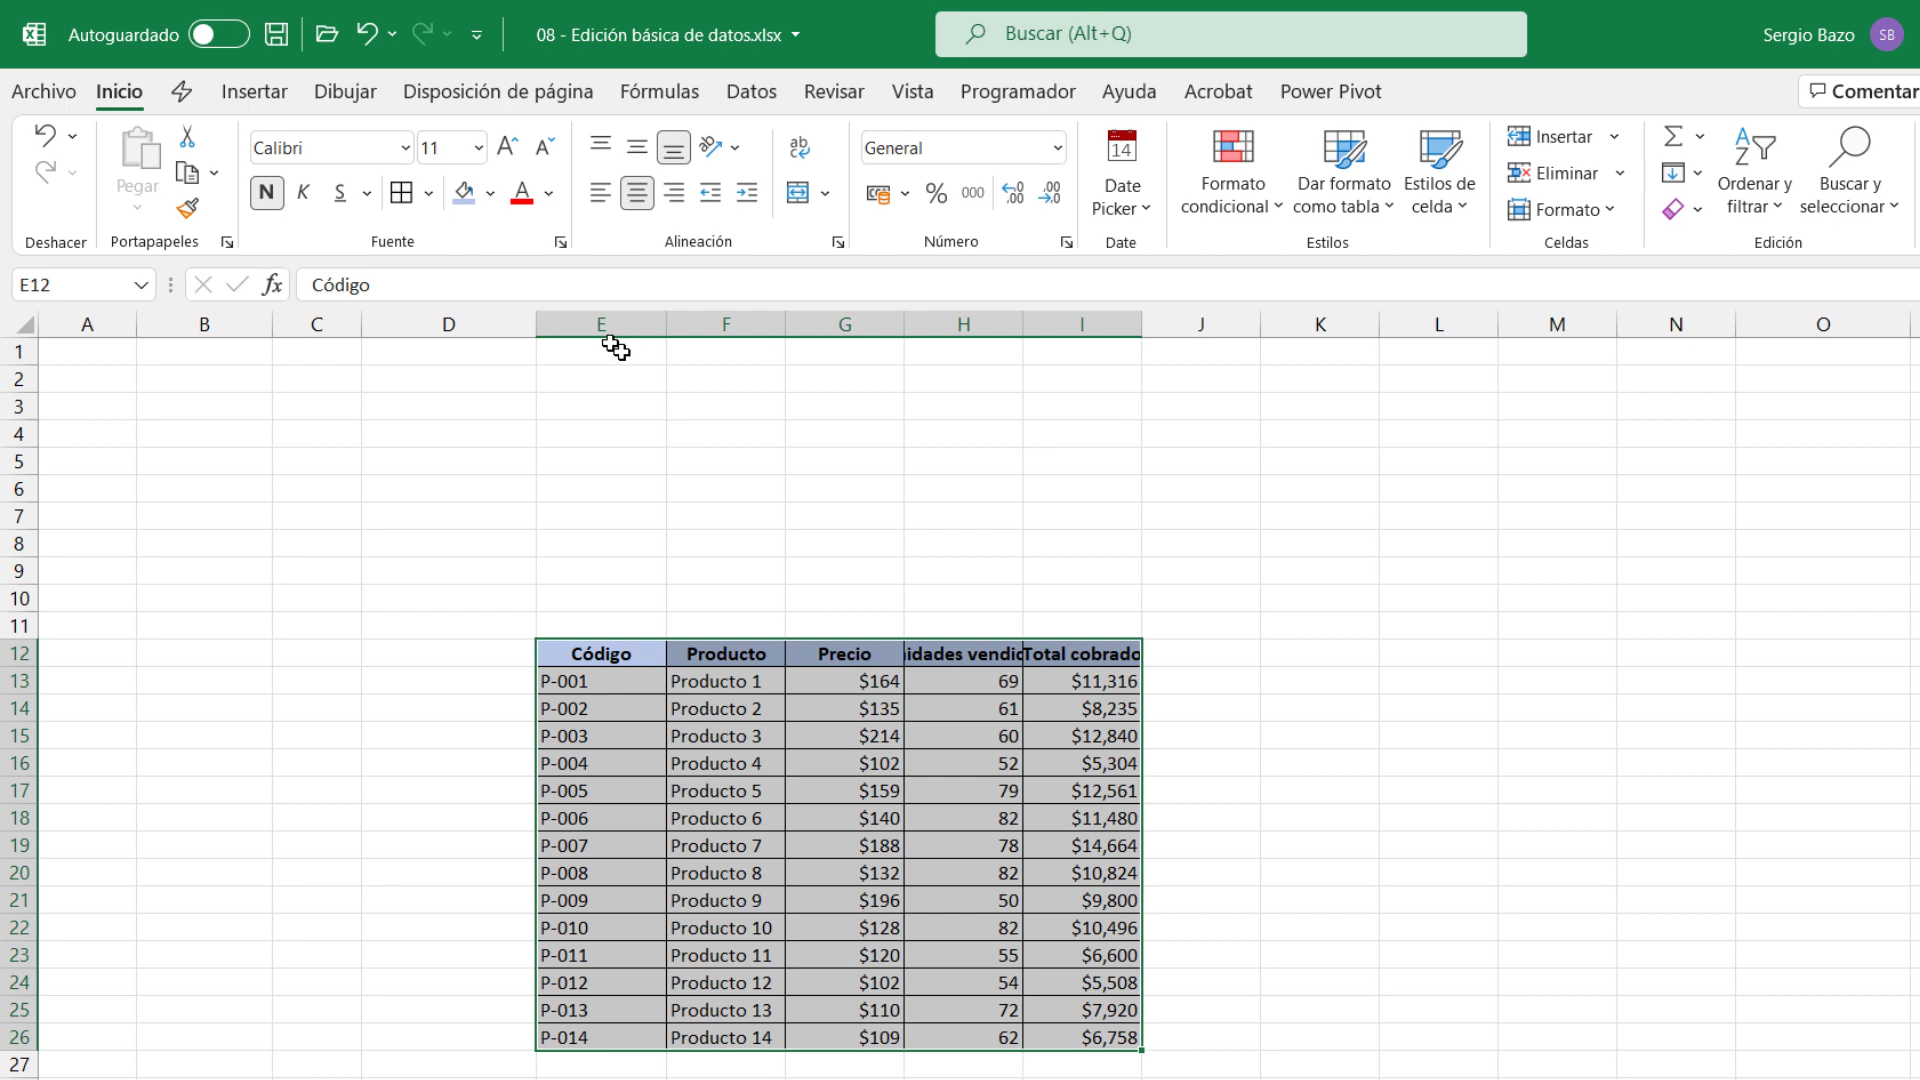 Autoguardado
08 - Edición básica de datos.xlsx
Buscar (Alt+Q)
Sergio Bazo
SB
Archivo Inicio Insertar Dibujar Disposición de página Fórmulas Datos Revisar Vista Programador Ayuda Acrobat Power Pivot
Comentar
Deshacer
Pegar
Portapapeles
Calibri 11
N K S
Fuente
ab
Alineación
General
% 000
Número
14
Date Picker
Date
Formato condicional
Dar formato como tabla
Estilos de celda
Estilos
Insertar
Eliminar
Formato
Celdas
Ordenar y filtrar
Buscar y seleccionar
Edición
E12 fx Código
A B C D E F G H I J K L M N O
1
2
3
4
5
6
7
8
9
10
11
12 Código Producto Precio idades vendid Total cobrado
13 P-001 Producto 1 $164 69 $11,316
14 P-002 Producto 2 $135 61 $8,235
15 P-003 Producto 3 $214 60 $12,840
16 P-004 Producto 4 $102 52 $5,304
17 P-005 Producto 5 $159 79 $12,561
18 P-006 Producto 6 $140 82 $11,480
19 P-007 Producto 7 $188 78 $14,664
20 P-008 Producto 8 $132 82 $10,824
21 P-009 Producto 9 $196 50 $9,800
22 P-010 Producto 10 $128 82 $10,496
23 P-011 Producto 11 $120 55 $6,600
24 P-012 Producto 12 $102 54 $5,508
25 P-013 Producto 13 $110 72 $7,920
26 P-014 Producto 14 $109 62 $6,758
27